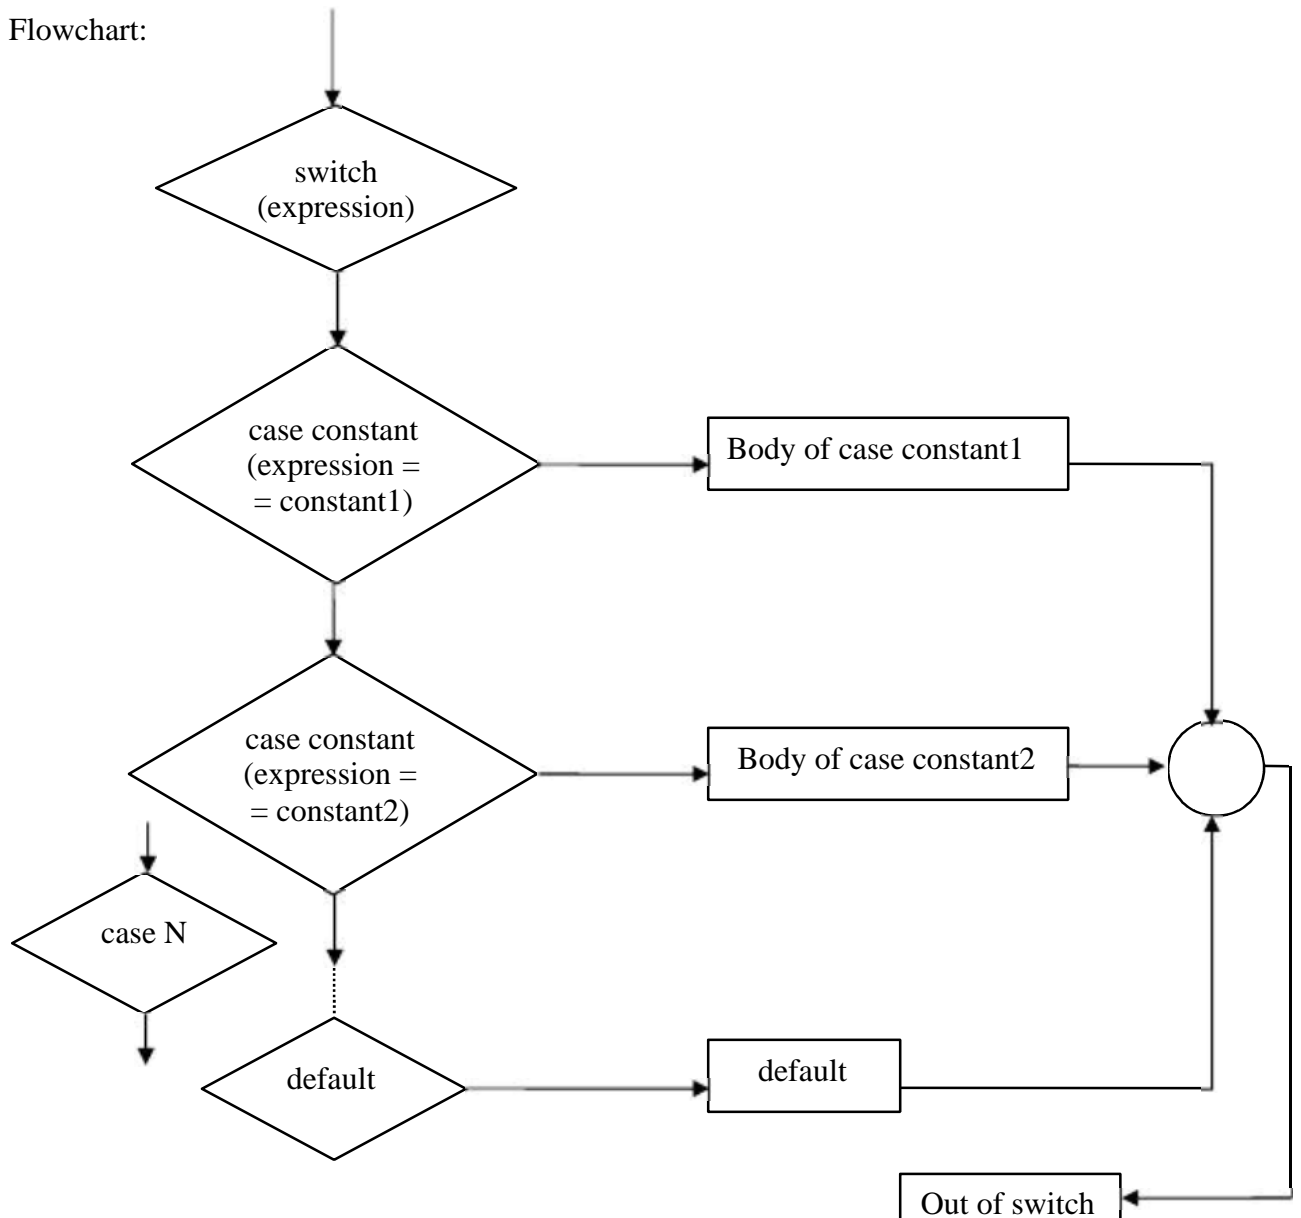 Flowchart:
switch
(expression)
case constant
(expression =
= constant1)
Body of case constant1
case constant
(expression =
= constant2)
Body of case constant2
case N
default
default
Out of switch